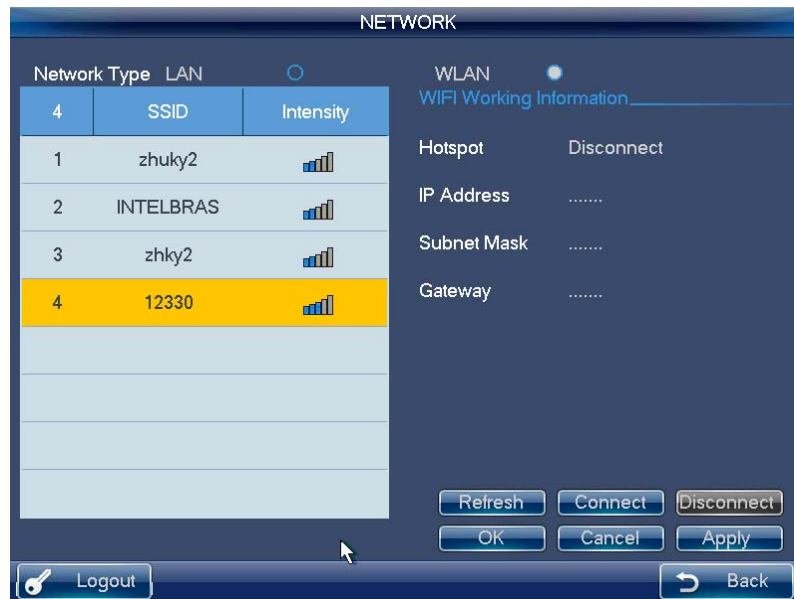 NETWORK
Network Type LAN WLAN
4 SSID Intensity
WIFI Working Information
1 zhuky2
Hotspot Disconnect
2 INTELBRAS
IP Address .......
3 zhky2
Subnet Mask .......
4 12330
Gateway .......
Refresh Connect Disconnect
OK Cancel Apply
Logout Back